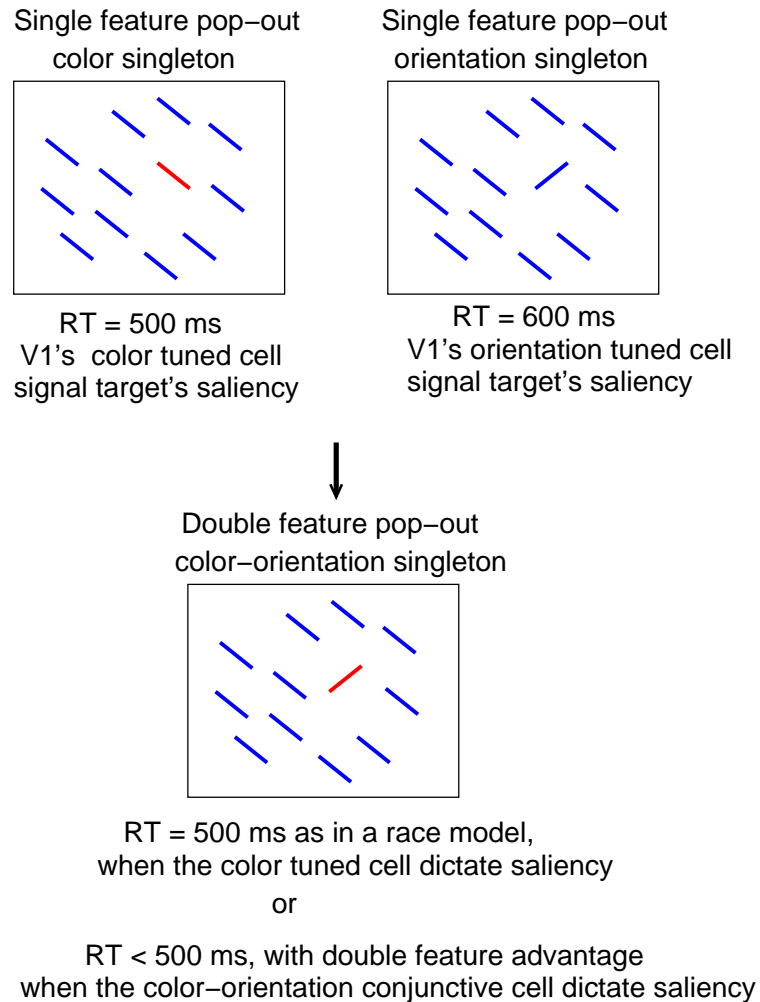 Single feature pop−out
color singleton
Single feature pop−out
orientation singleton
RT = 500 ms
V1's color tuned cell
signal target's saliency
RT = 600 ms
V1's orientation tuned cell
signal target's saliency
Double feature pop−out
color−orientation singleton
RT = 500 ms as in a race model,
when the color tuned cell dictate saliency
or
RT < 500 ms, with double feature advantage
when the color−orientation conjunctive cell dictate saliency